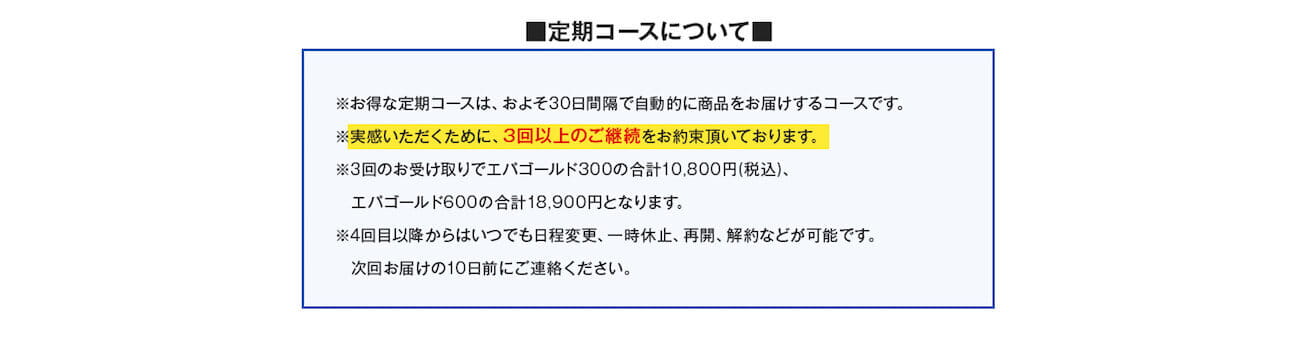 ■定期コースについて■
※お得な定期コースは、およそ30日間隔で自動的に商品をお届けするコースです。
※実感いただくために、3回以上のご継続をお約束頂いております。
※3回のお受け取りでエパゴールド300の合計10,800円(税込)、
エパゴールド600の合計18,900円となります。
※4回目以降からはいつでも日程変更、一時休止、再開、解約などが可能です。
次回お届けの10日前にご連絡ください。